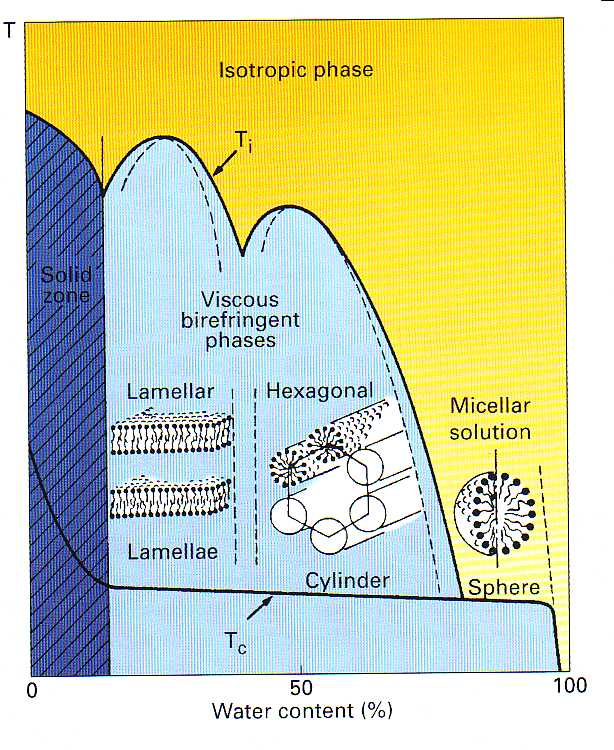 T
Isotropic phase
Ti
Solid
zone
Viscous
birefringent
phases
Lamellar
Hexagonal
Micellar
solution
Lamellae
Cylinder
Sphere
Tc
0
50
100
Water content (%)